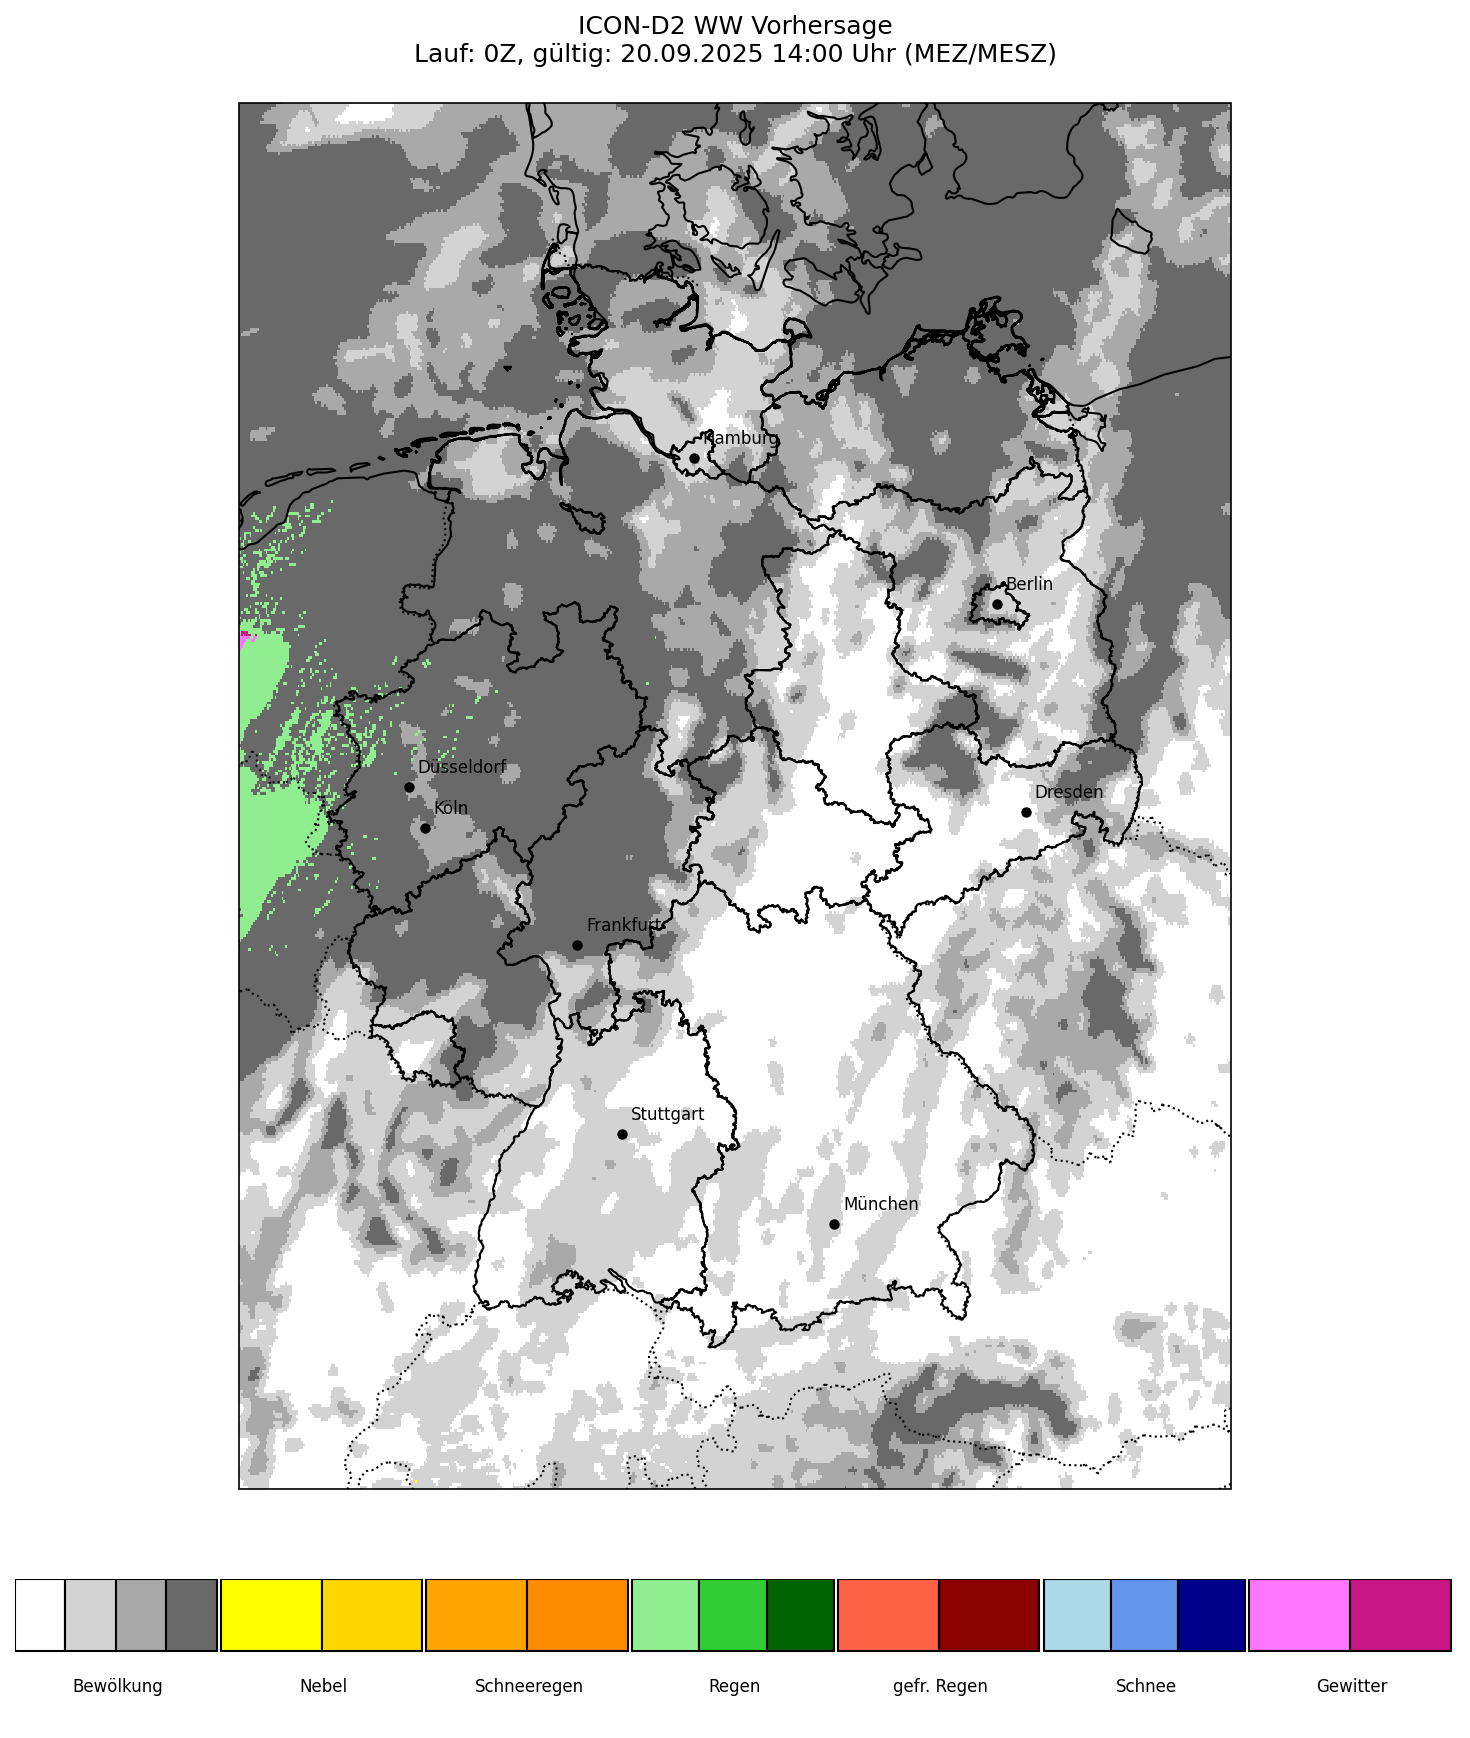 ICON-D2 WW Vorhersage
Lauf: 0Z, gültig: 20.09.2025 14:00 Uhr (MEZ/MESZ)
Hamburg
Berlin
Düsseldorf
Dresden
Köln
Frankfurt
Stuttgart
München
Bewölkung
Nebel
Schneeregen
Regen
gefr. Regen
Schnee
Gewitter